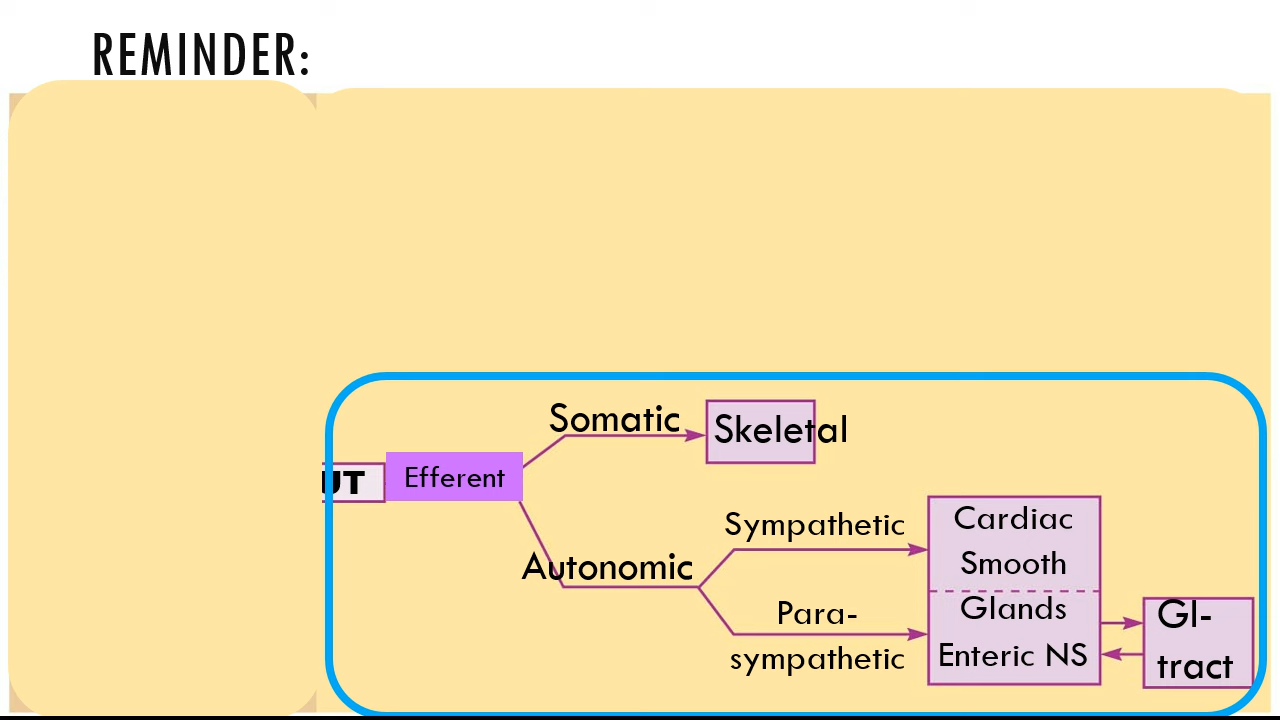 REMINDER:
Somatic
Skeletal
UT
Efferent
Autonomic
Sympathetic
Para-
sympathetic
Cardiac
Smooth
Glands
Enteric NS
GI-
tract